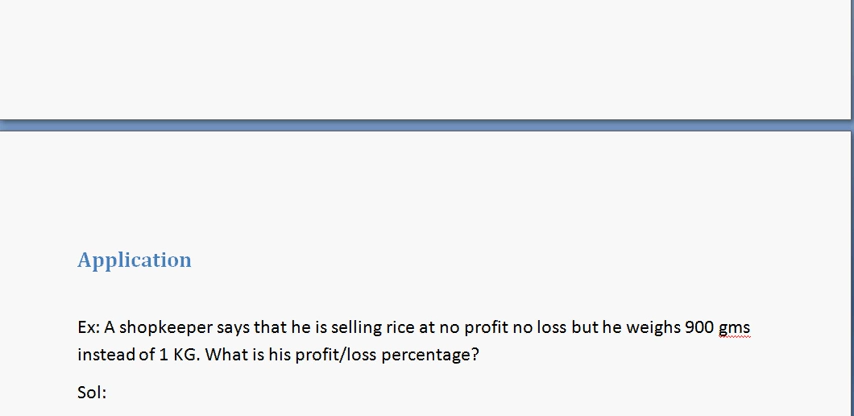 Application
Ex: A shopkeeper says that he is selling rice at no profit no loss but he weighs 900 gms
instead of 1 KG. What is his profit/loss percentage?
Sol: